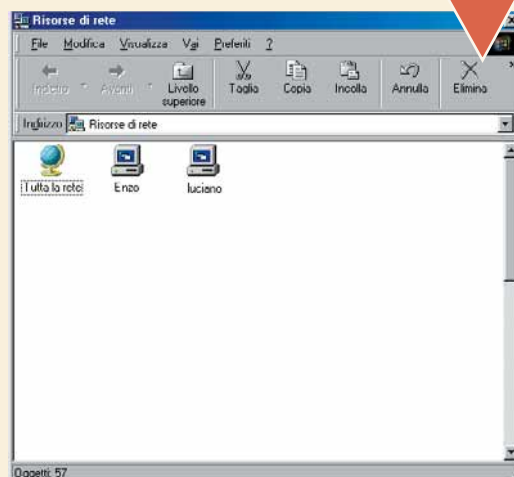 Risorse di rete
File Modifica Visualizza Vai Preferiti ?
Indietro Avanti Livello superiore Taglia Copia Incolla Annulla Elimina »
Indirizzo Risorse di rete
Tutta la rete Enzo luciano
Oggetti: 57